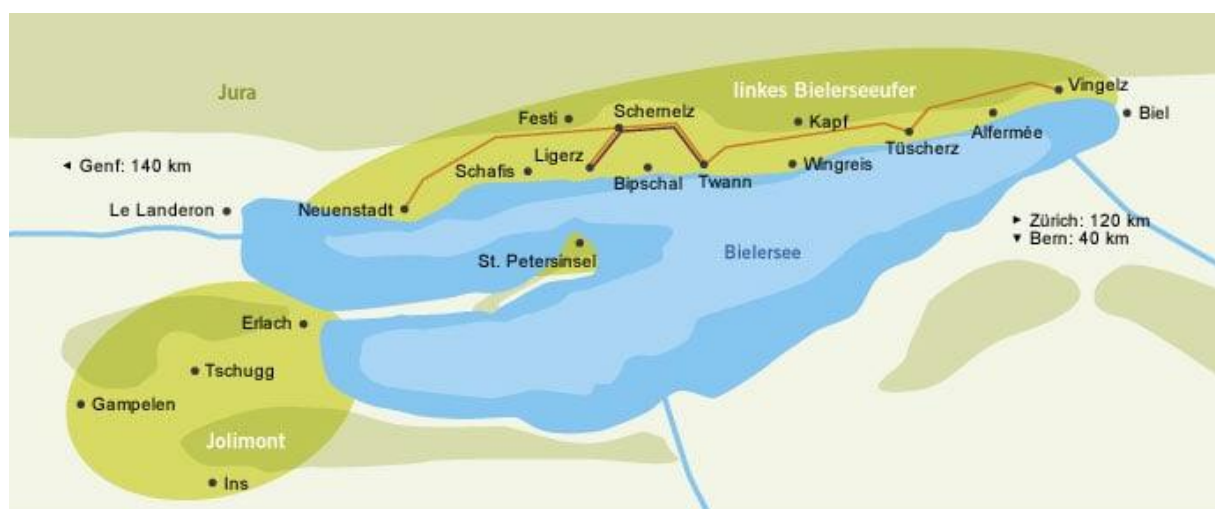 Jura
linkes Bielerseeufer
Vingelz
Festi
Schernelz
Kapf
Biel
Alfermée
Tüscherz
◄ Genf: 140 km
Schafis
Ligerz
Bipschal
Twann
Wingreis
Le Landeron
Neuenstadt
► Zürich: 120 km
▼ Bern: 40 km
St. Petersinsel
Bielersee
Erlach
Tschugg
Gampelen
Jolimont
Ins